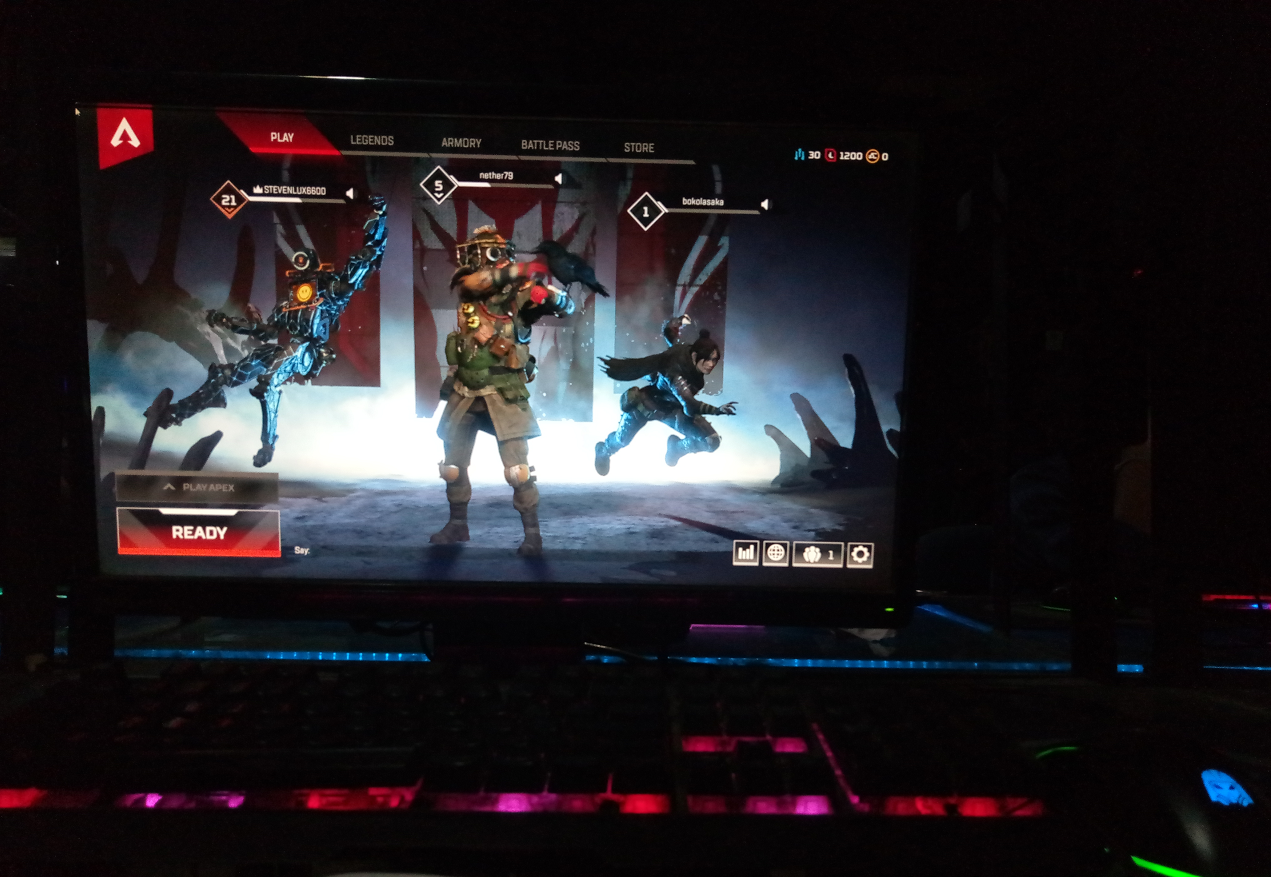 PLAY
LEGENDS
ARMORY
BATTLE PASS
STORE
30
1200
0
21
STEVENLUX6600
5
nether79
1
bokolasaka
PLAY APEX
READY
Say:
1